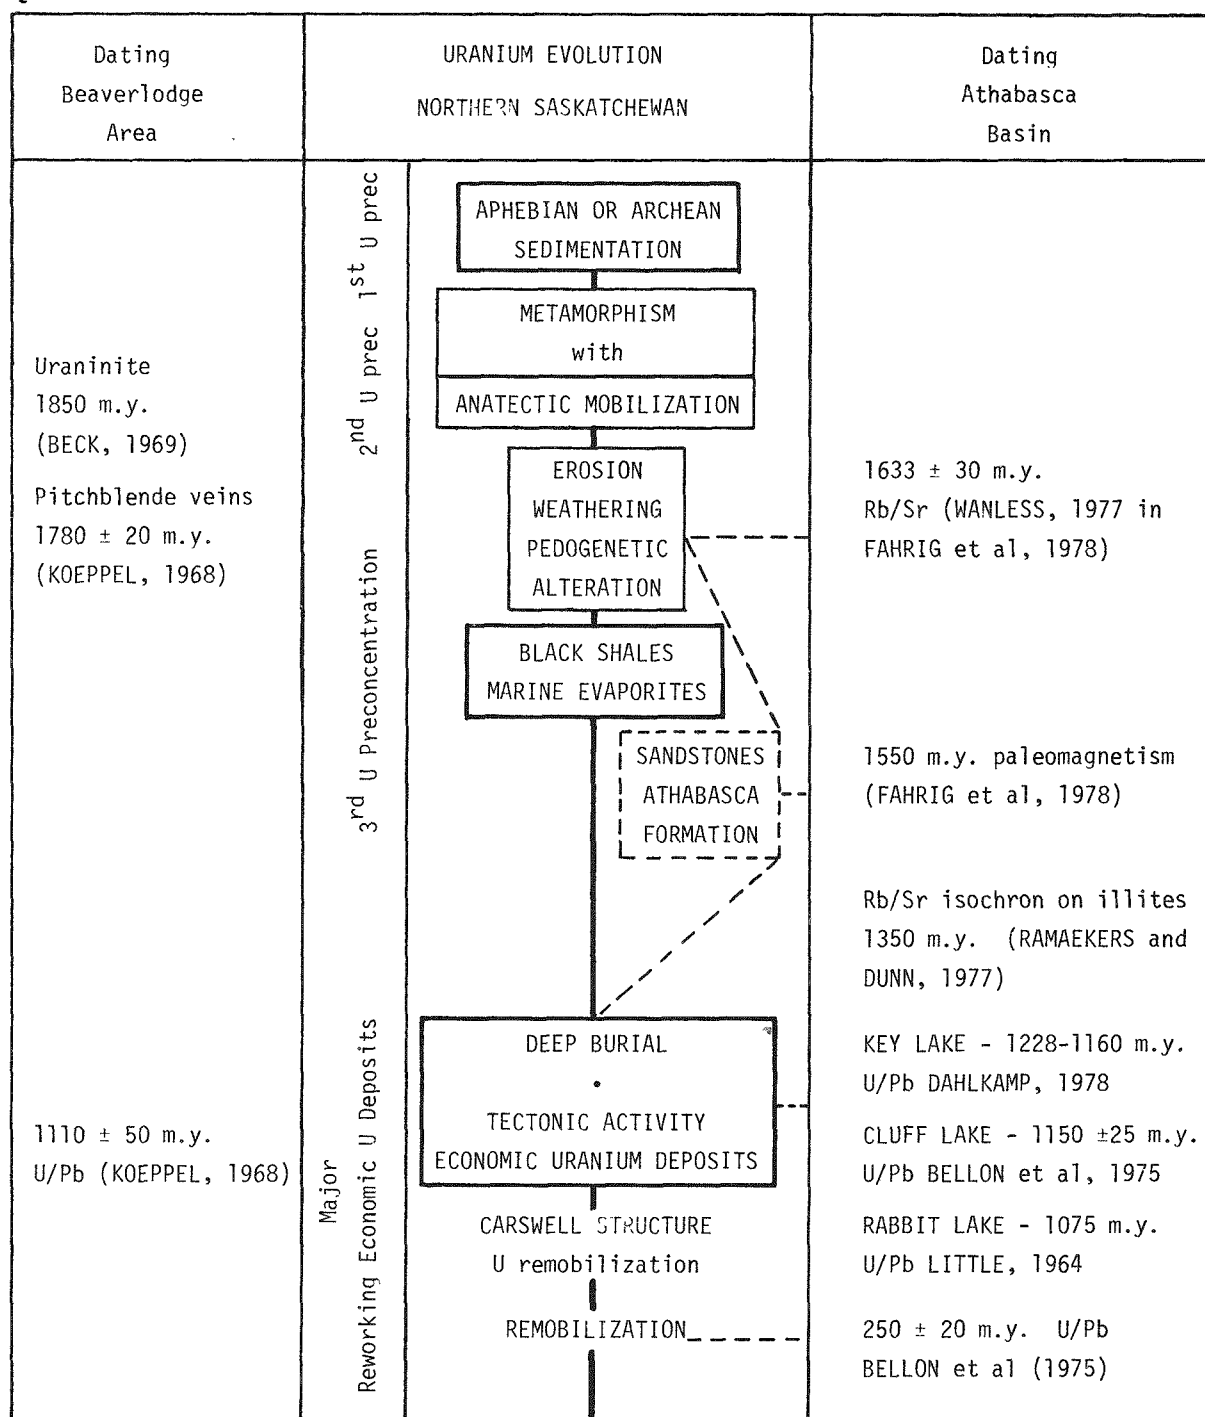 Dating
Beaverlodge
Area
URANIUM EVOLUTION
NORTHERN SASKATCHEWAN
Dating
Athabasca
Basin
1st U prec
2nd U prec
3rd U Preconcentration
Major
Reworking Economic U Deposits
Uraninite
1850 m.y.
(BECK, 1969)
Pitchblende veins
1780 ± 20 m.y.
(KOEPPEL, 1968)
1110 ± 50 m.y.
U/Pb (KOEPPEL, 1968)
APHEBIAN OR ARCHEAN
SEDIMENTATION
METAMORPHISM
with
ANATECTIC MOBILIZATION
EROSION
WEATHERING
PEDOGENETIC
ALTERATION
BLACK SHALES
MARINE EVAPORITES
SANDSTONES
ATHABASCA
FORMATION
DEEP BURIAL
•
TECTONIC ACTIVITY
ECONOMIC URANIUM DEPOSITS
CARSWELL STRUCTURE
U remobilization
REMOBILIZATION
1633 ± 30 m.y.
Rb/Sr (WANLESS, 1977 in
FAHRIG et al, 1978)
1550 m.y. paleomagnetism
(FAHRIG et al, 1978)
Rb/Sr isochron on illites
1350 m.y. (RAMAEKERS and
DUNN, 1977)
KEY LAKE - 1228-1160 m.y.
U/Pb DAHLKAMP, 1978
CLUFF LAKE - 1150 ±25 m.y.
U/Pb BELLON et al, 1975
RABBIT LAKE - 1075 m.y.
U/Pb LITTLE, 1964
250 ± 20 m.y. U/Pb
BELLON et al (1975)